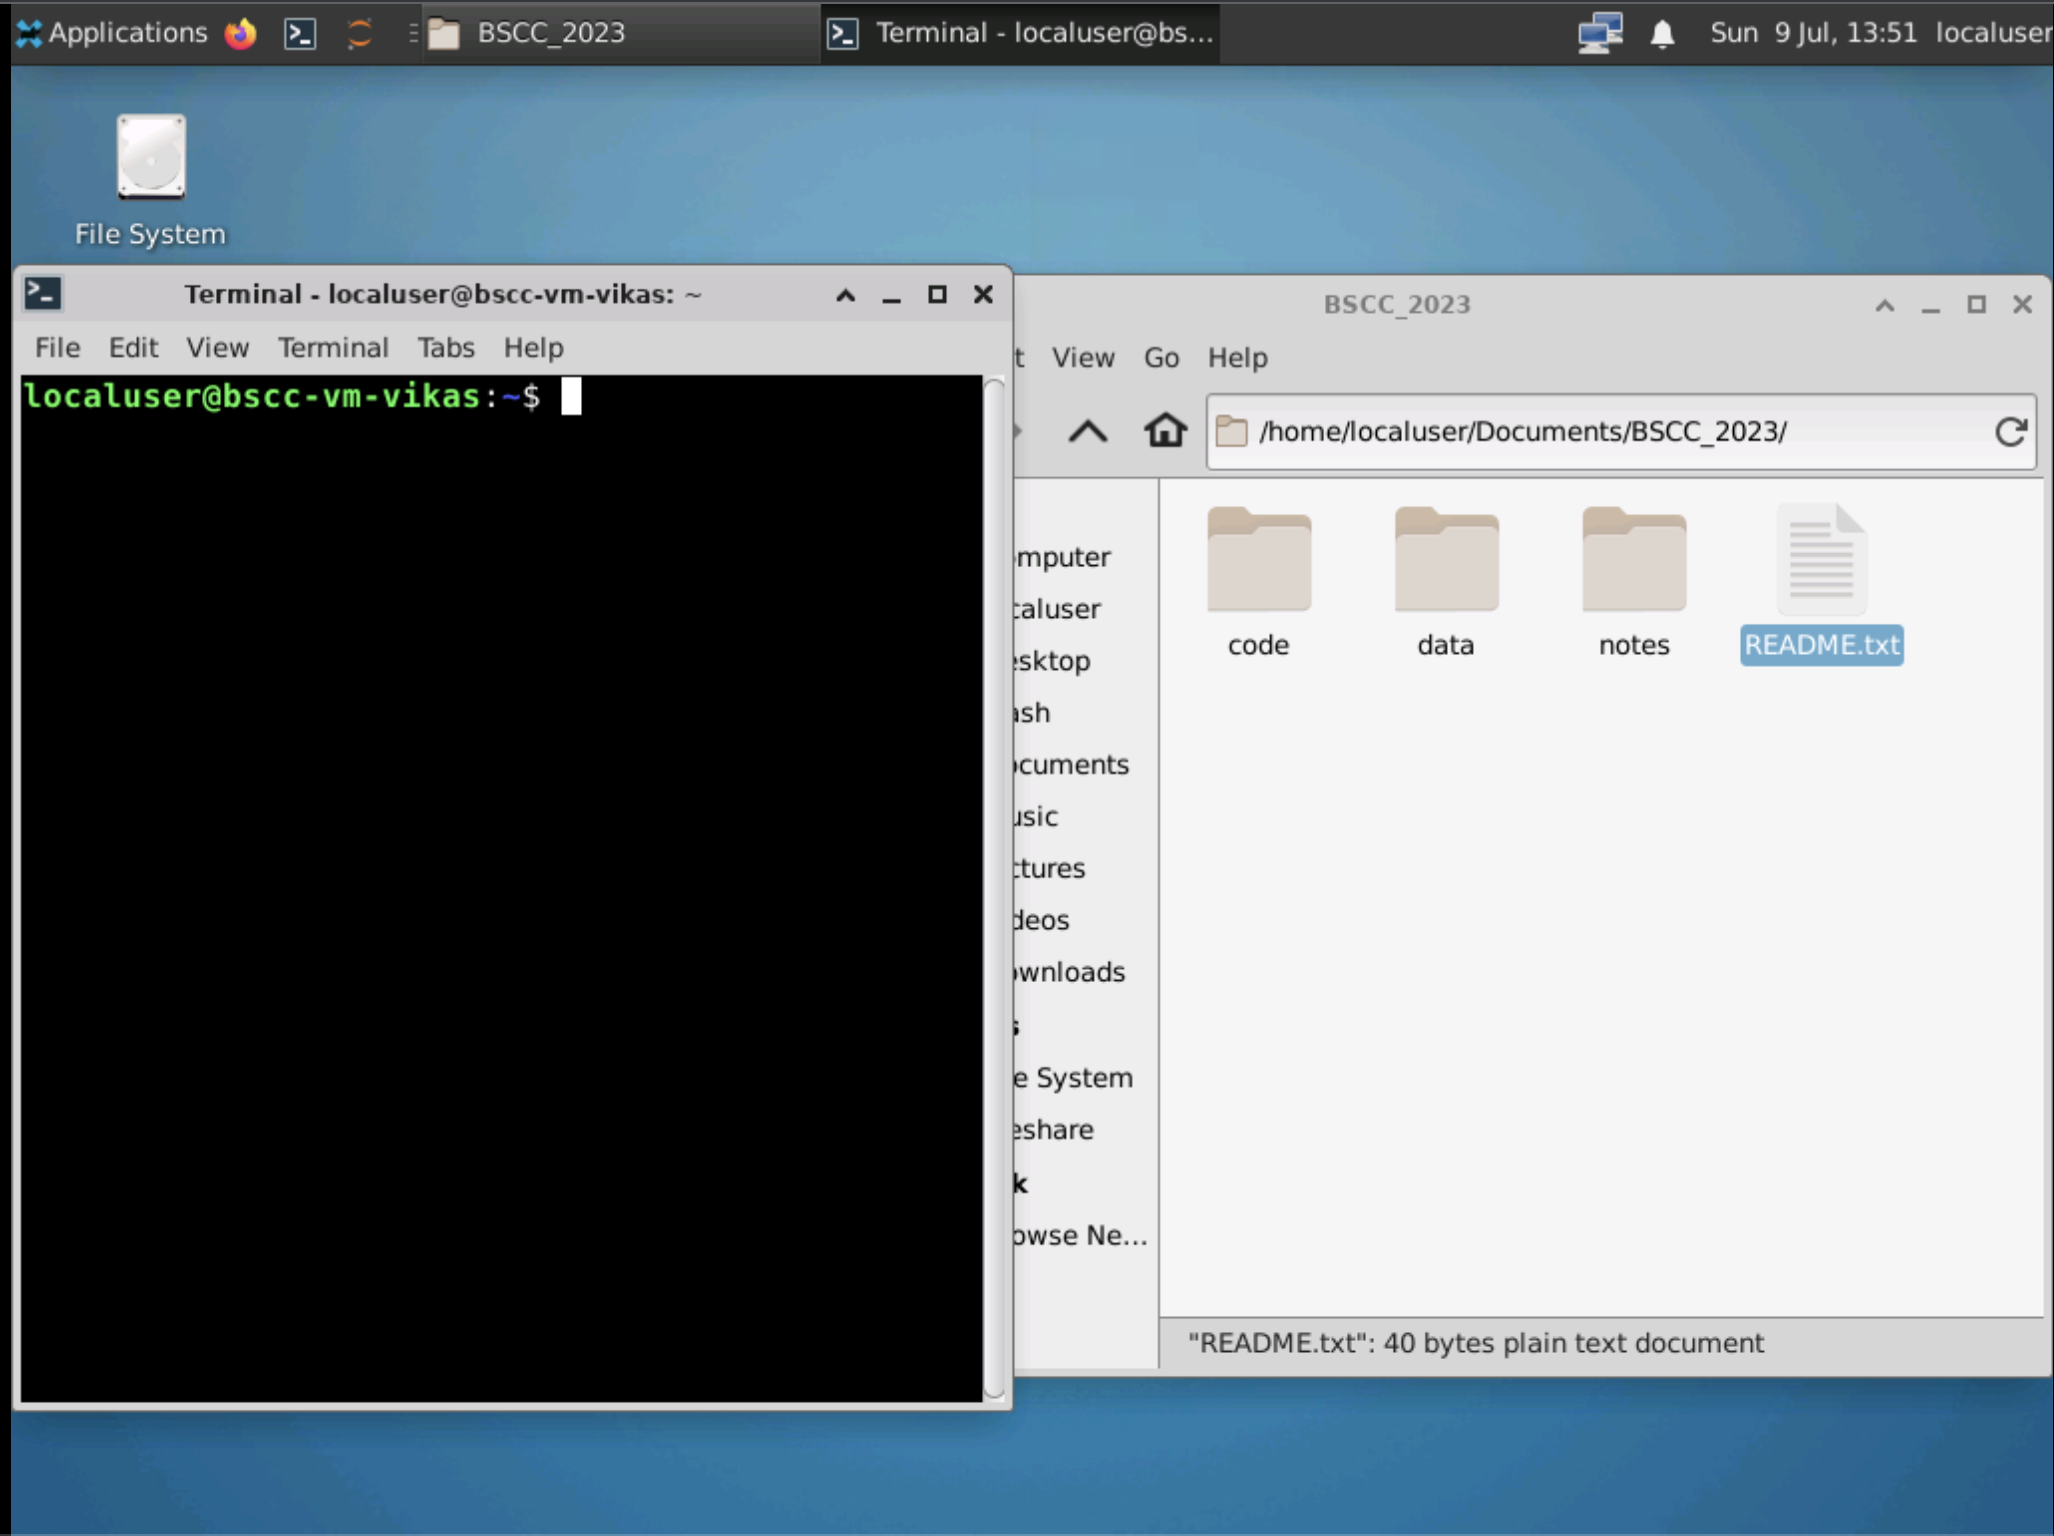 Applications BSCC_2023 Terminal - localuser@bs... Sun 9 Jul, 13:51 localuser
File System
Terminal - localuser@bscc-vm-vikas: ~
File Edit View Terminal Tabs Help
localuser@bscc-vm-vikas:~$
BSCC_2023
t View Go Help
/home/localuser/Documents/BSCC_2023/
mputer
caluser
esktop
ash
ocuments
usic
ctures
deos
ownloads
s
e System
eshare
k
owse Ne...
code data notes README.txt
"README.txt": 40 bytes plain text document